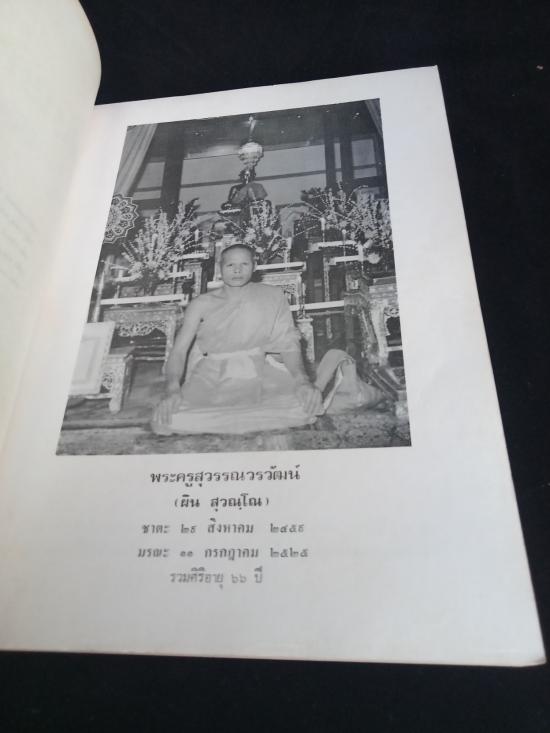 พระครูสุวรรณวรวัฒน์
(ผิน สุวณฺโณ)
ชาตะ ๒๙ สิงหาคม ๒๔๕๙
มรณะ ๑๑ กรกฎาคม ๒๕๒๕
รวมศิริอายุ ๖๖ ปี